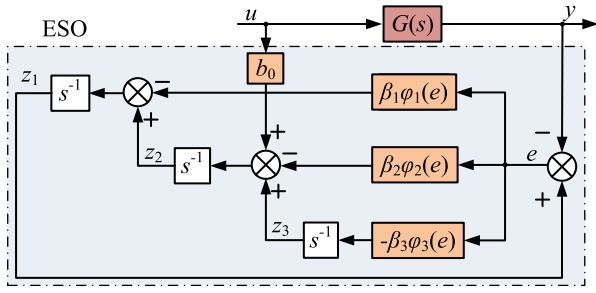 u
G(s)
y
ESO
z₁
s⁻¹
−
b₀
β₁φ₁(e)
+
+
−
z₂
s⁻¹
−
β₂φ₂(e)
e
+
+
z₃
s⁻¹
-β₃φ₃(e)